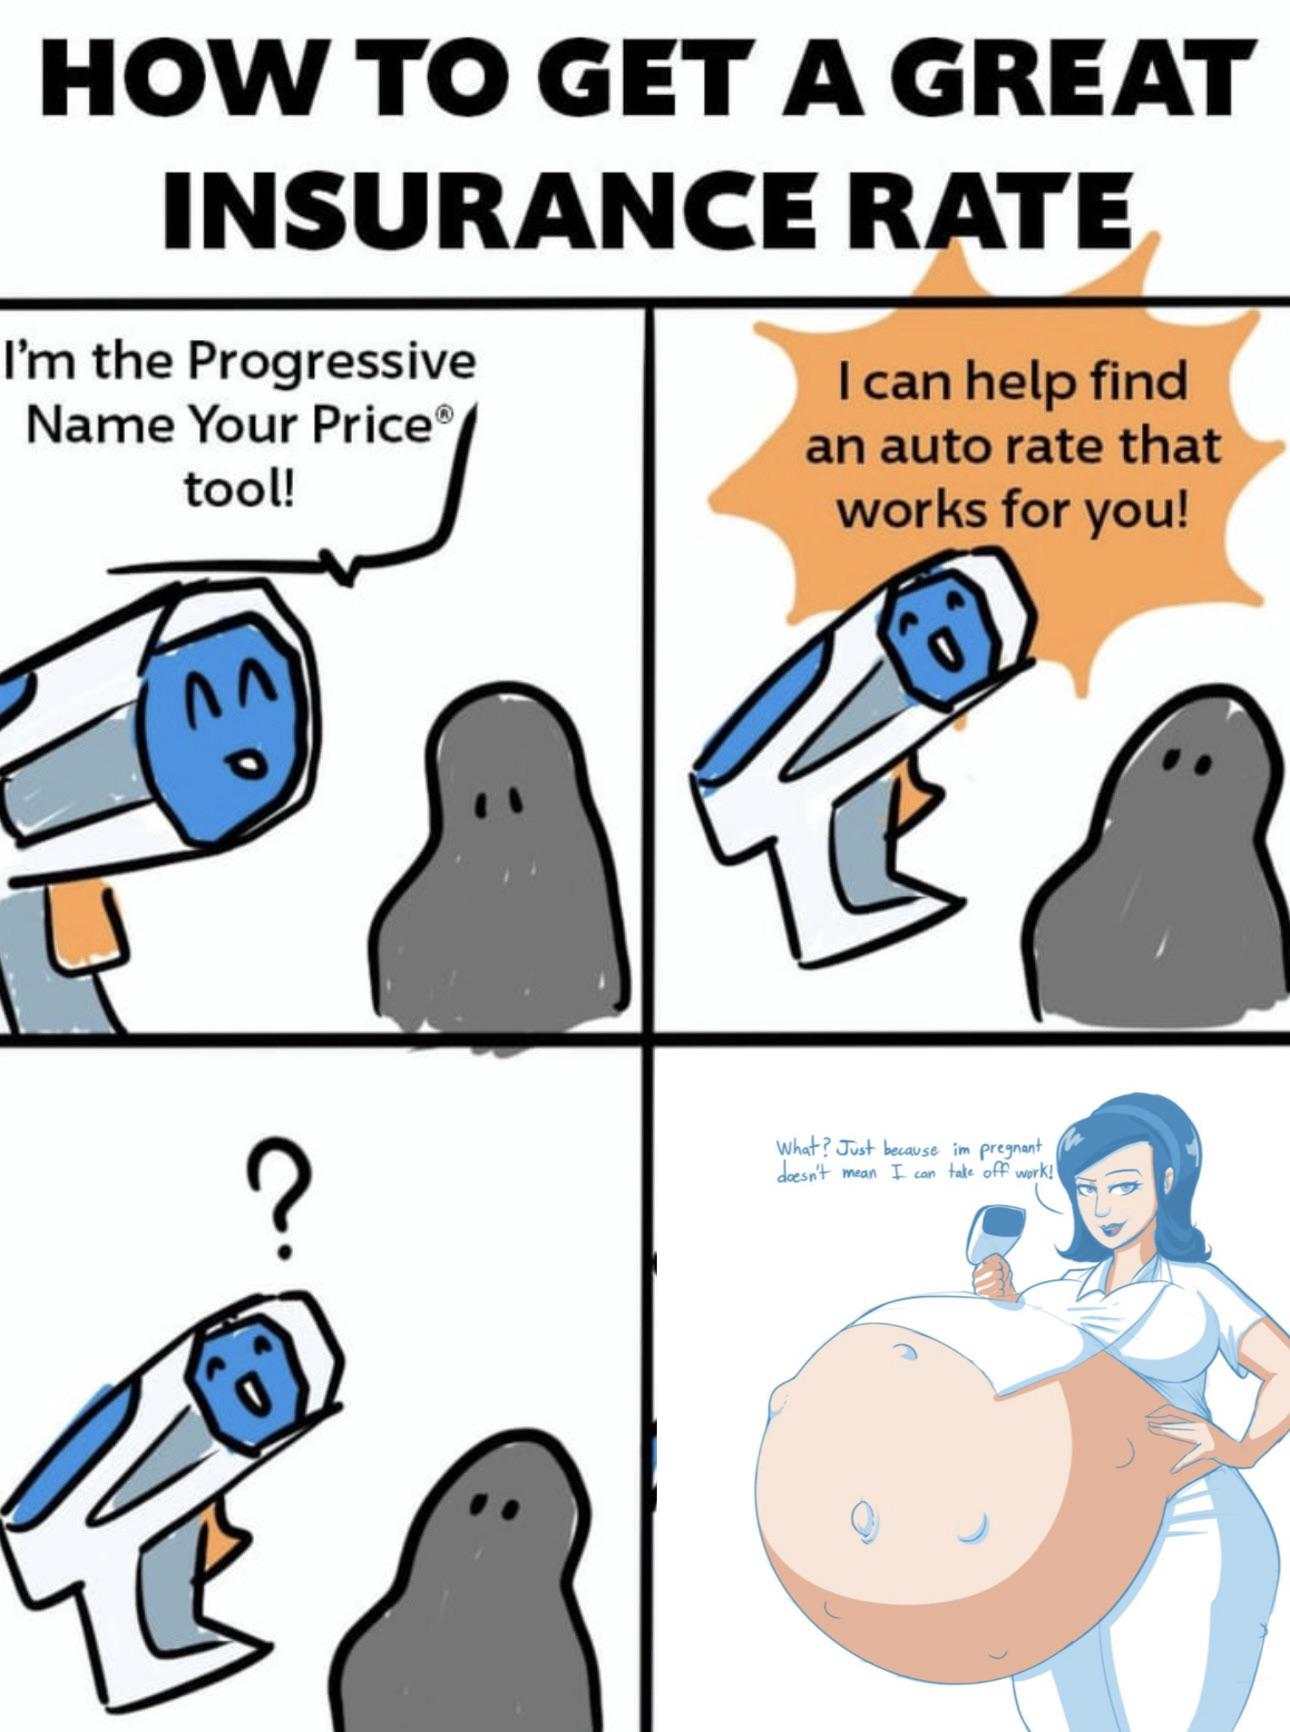 HOW TO GET A GREAT
INSURANCE RATE
I'm the Progressive
Name Your Price®
tool!
I can help find
an auto rate that
works for you!
?
What? Just because im pregnant
doesn't mean I can take off work!